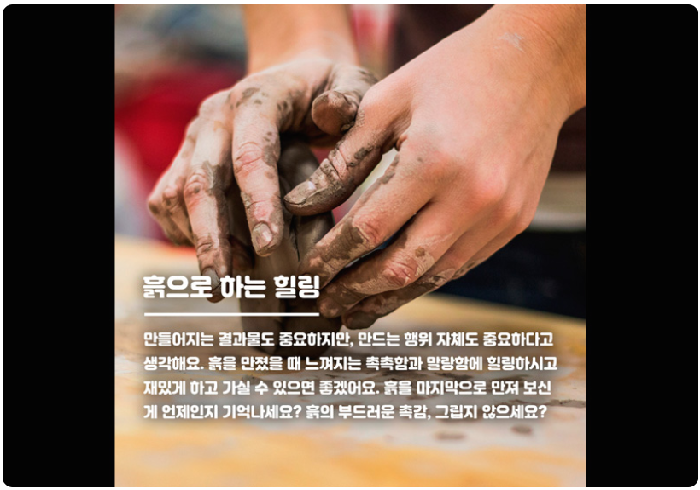 흙으로 하는 힐링
만들어지는 결과물도 중요하지만, 만드는 행위 자체도 중요하다고
생각해요. 흙을 만졌을 때 느껴지는 촉촉함과 말랑함에 힐링하시고
재밌게 하고 가실 수 있으면 좋겠어요. 흙을 마지막으로 만져 보신
게 언제인지 기억나세요? 흙의 부드러운 촉감, 그립지 않으세요?